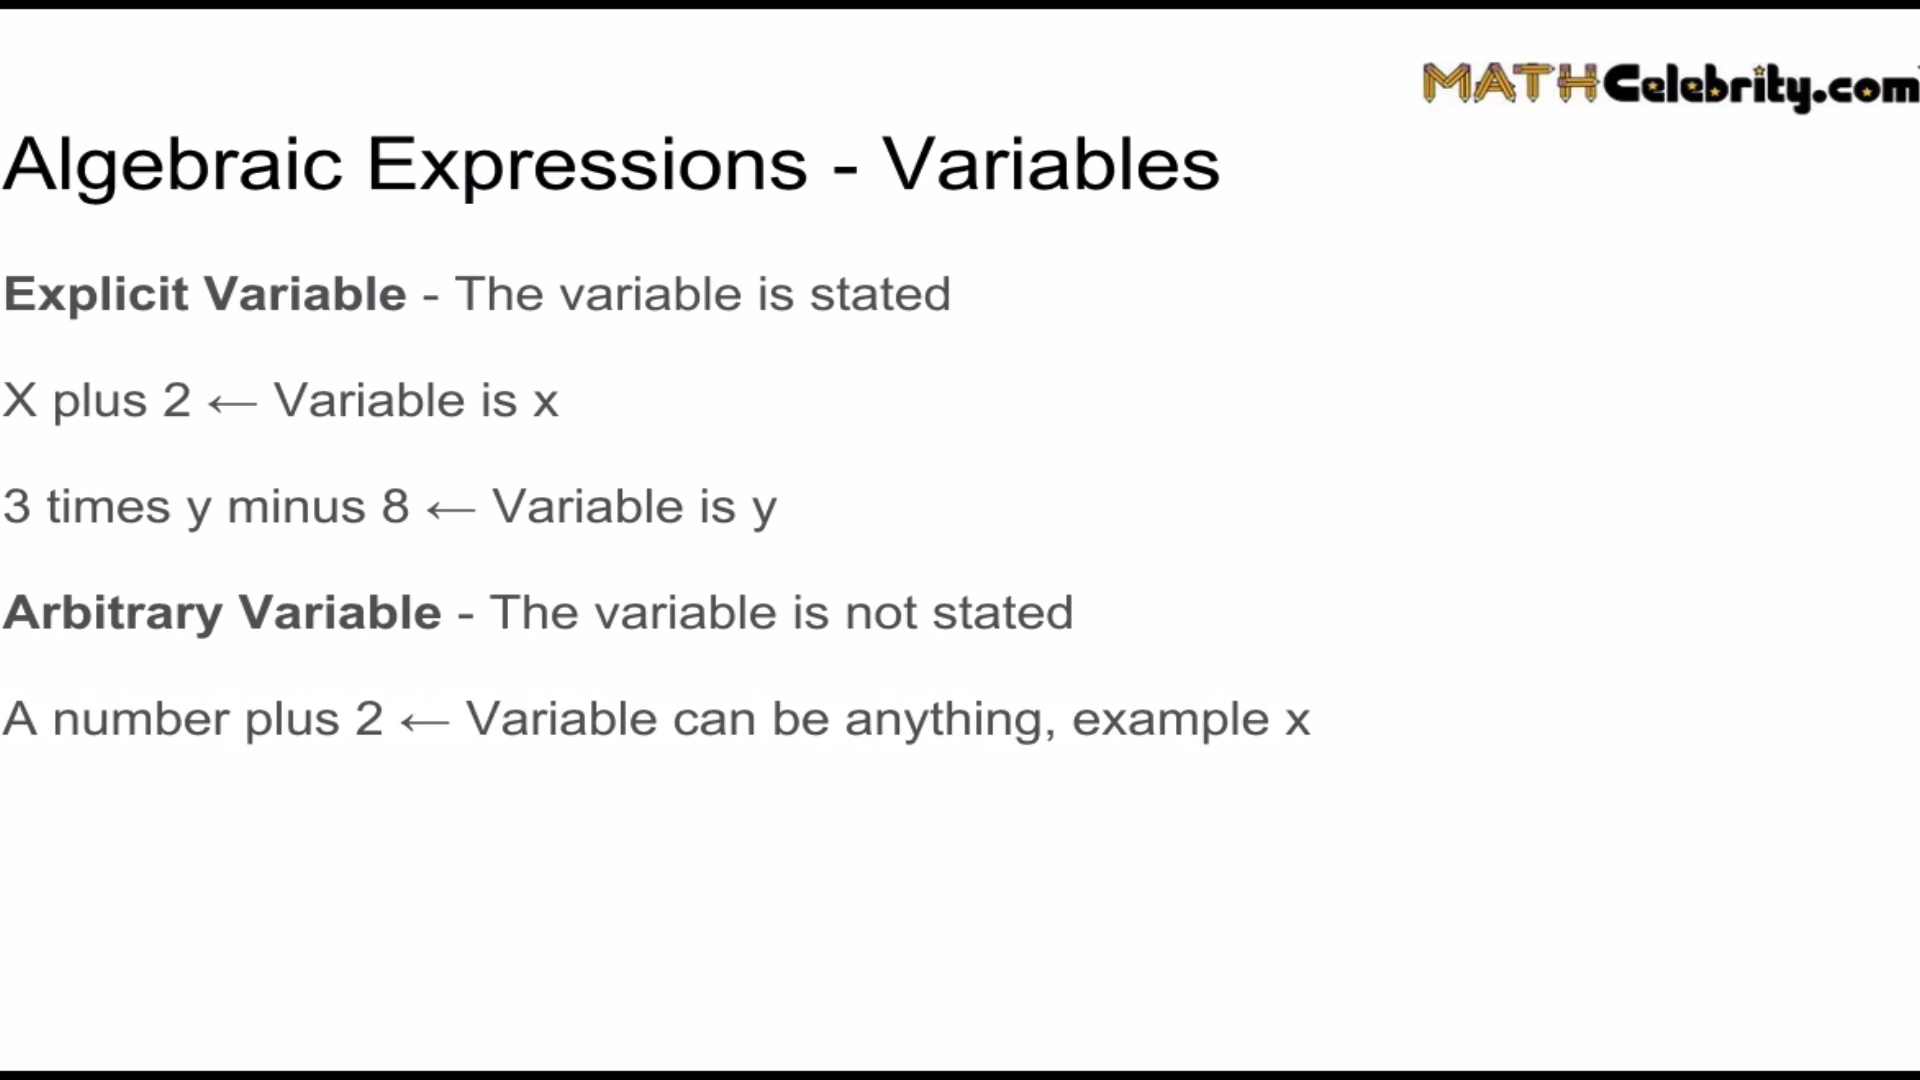 MATHCelebrity.com
Algebraic Expressions - Variables
Explicit Variable - The variable is stated
X plus 2 ← Variable is x
3 times y minus 8 ← Variable is y
Arbitrary Variable - The variable is not stated
A number plus 2 ← Variable can be anything, example x